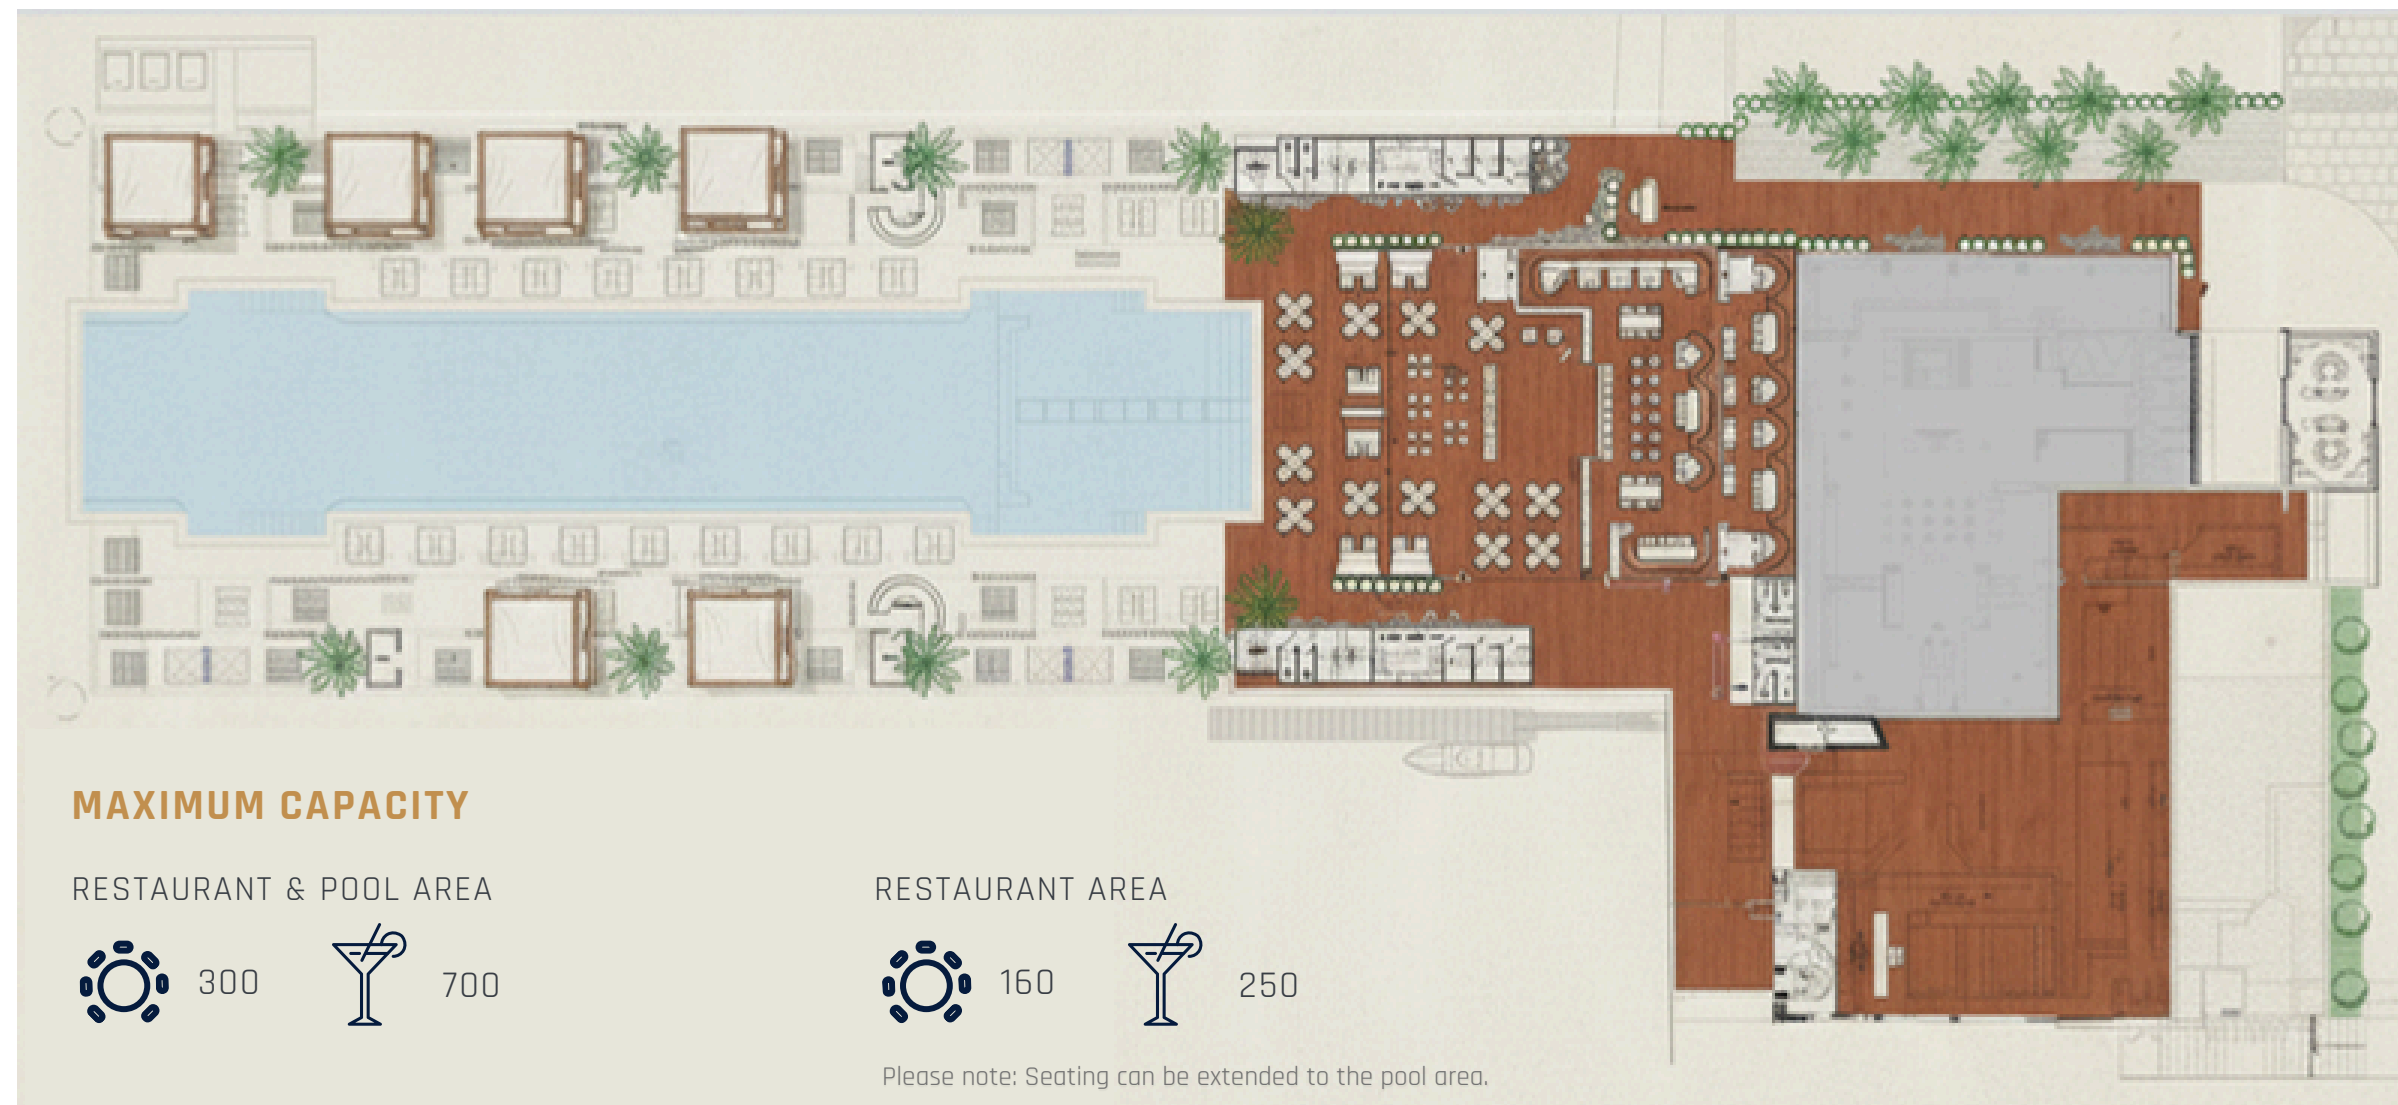 MAXIMUM CAPACITY
RESTAURANT & POOL AREA
300
700
RESTAURANT AREA
160
250
Please note: Seating can be extended to the pool area.